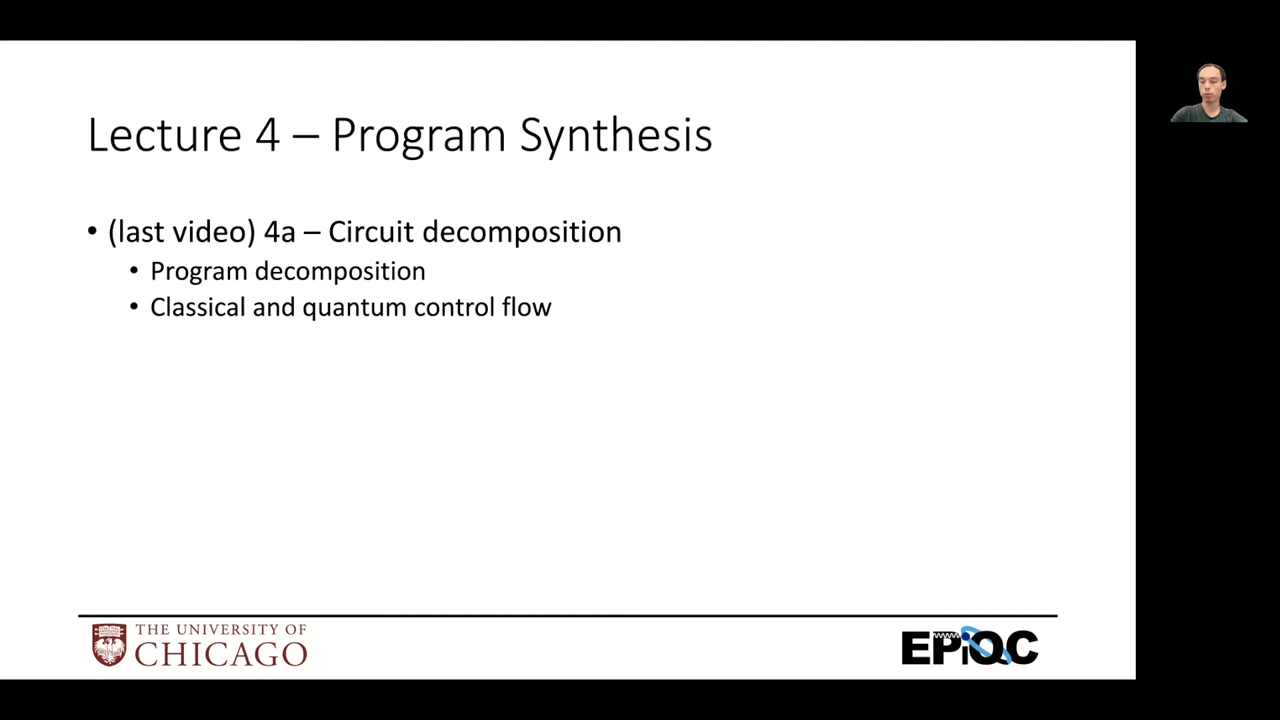 Lecture 4 – Program Synthesis
• (last video) 4a – Circuit decomposition
• Program decomposition
• Classical and quantum control flow
THE UNIVERSITY OF
CHICAGO
EPiQC